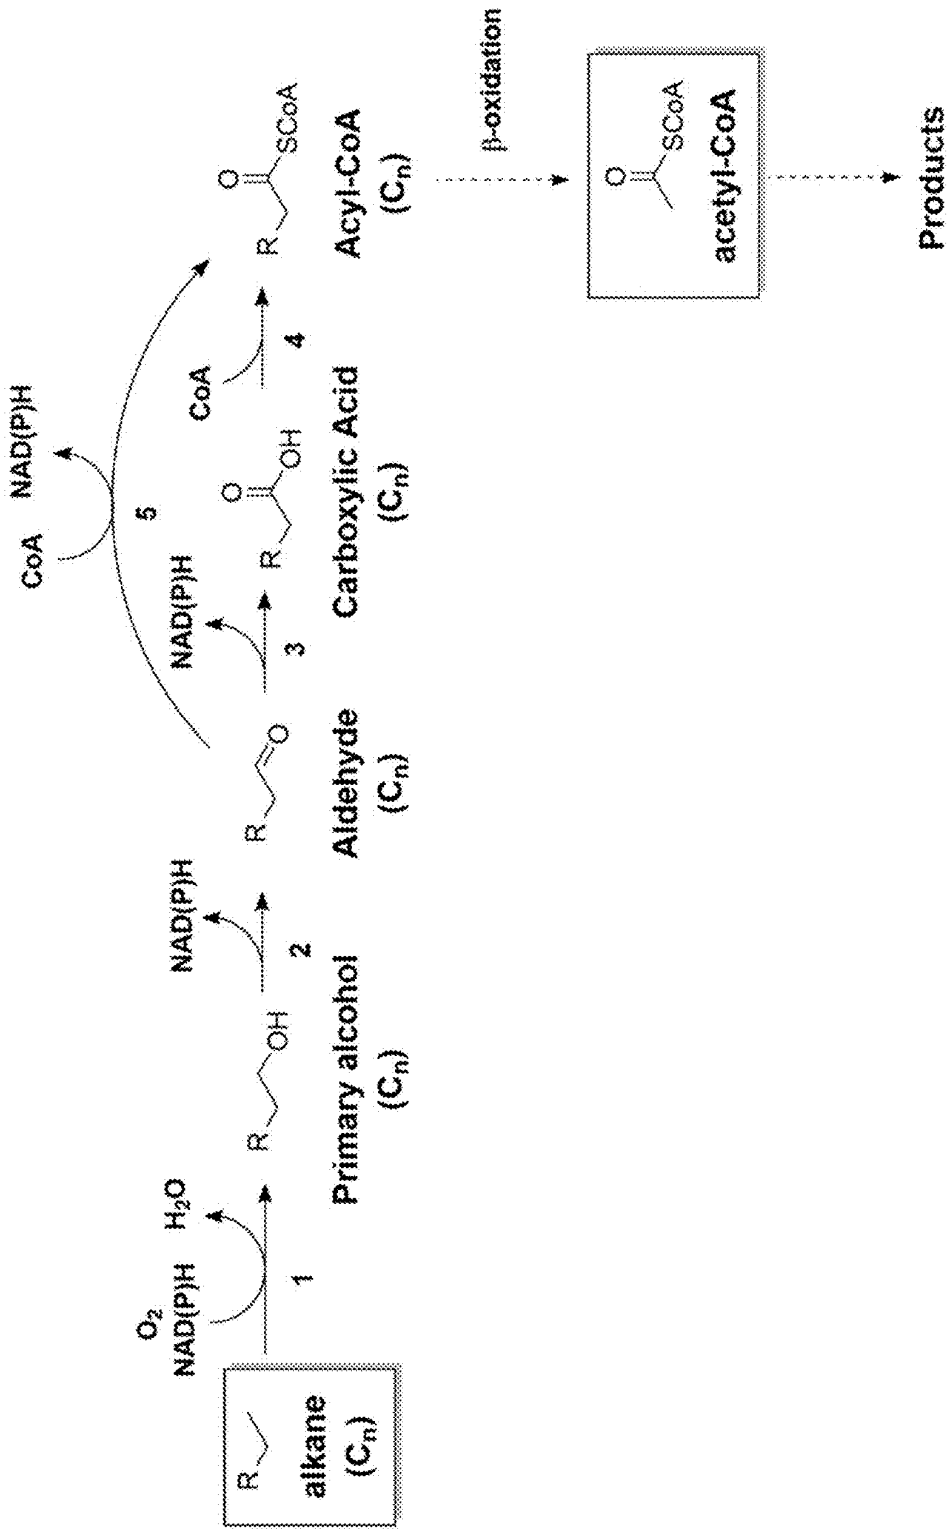 O₂
NAD(P)H
H₂O
R
alkane
(Cₙ)
1
R
OH
Primary alcohol
(Cₙ)
NAD(P)H
2
R
O
Aldehyde
(Cₙ)
NAD(P)H
3
R
O
OH
Carboxylic Acid
(Cₙ)
CoA
NAD(P)H
5
CoA
4
R
O
SCoA
Acyl-CoA
(Cₙ)
β-oxidation
O
SCoA
acetyl-CoA
Products